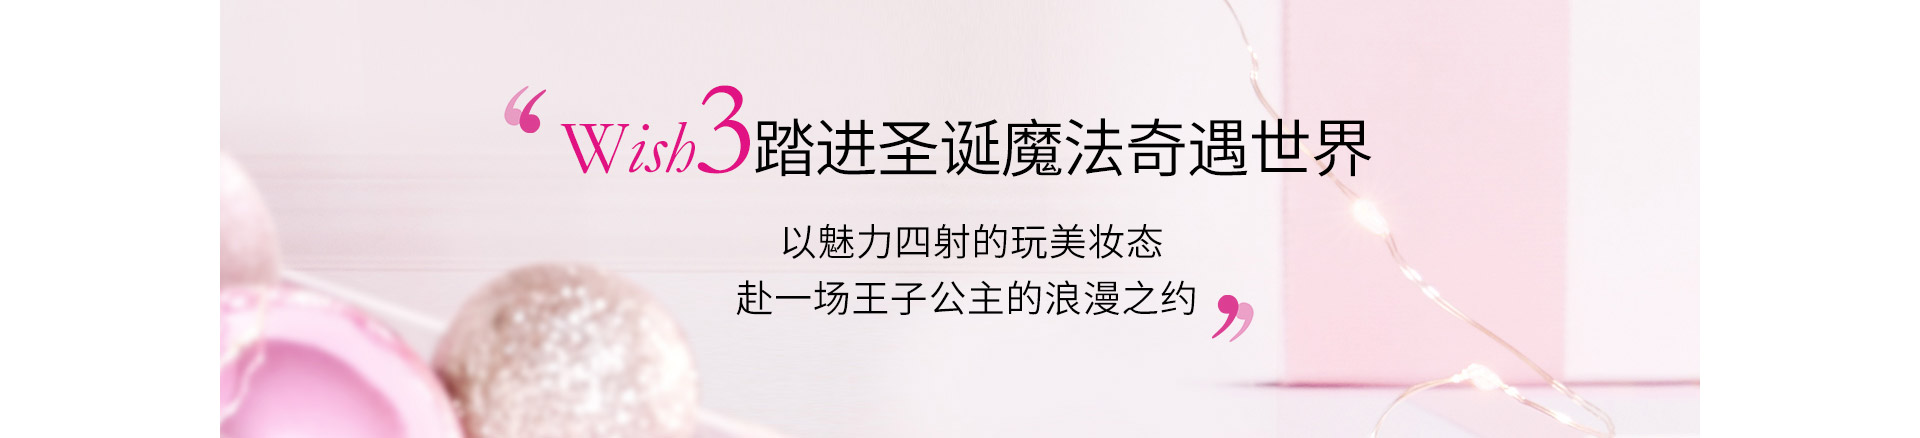 “Wish3踏进圣诞魔法奇遇世界
以魅力四射的玩美妆态
赴一场王子公主的浪漫之约”